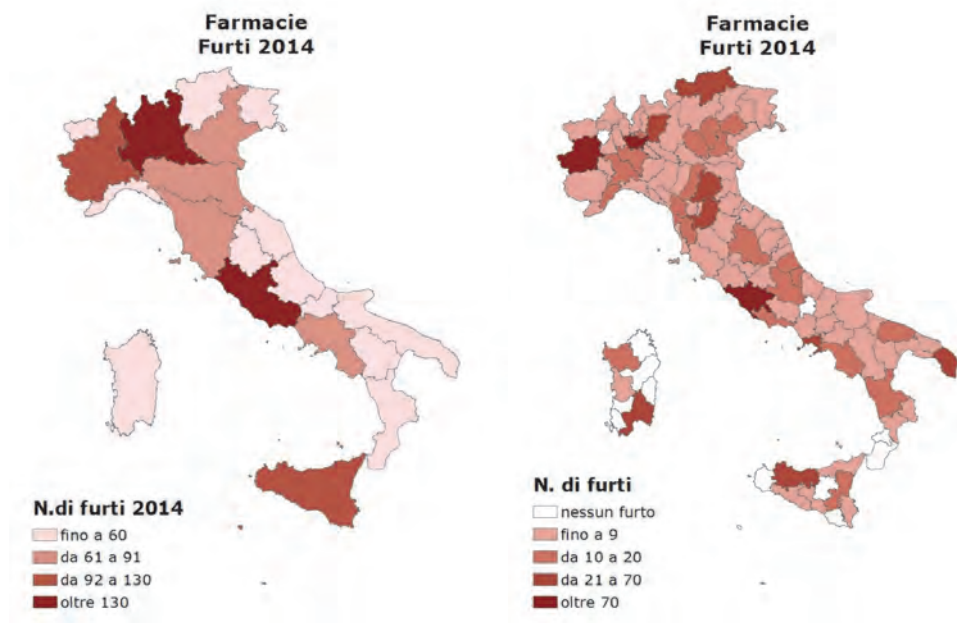 Farmacie
Furti 2014
N.di furti 2014
fino a 60
da 61 a 91
da 92 a 130
oltre 130
Farmacie
Furti 2014
N. di furti
nessun furto
fino a 9
da 10 a 20
da 21 a 70
oltre 70